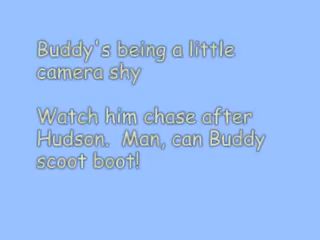 Buddy's being a little
camera shy
Watch him chase after
Hudson.  Man, can Buddy
scoot boot!